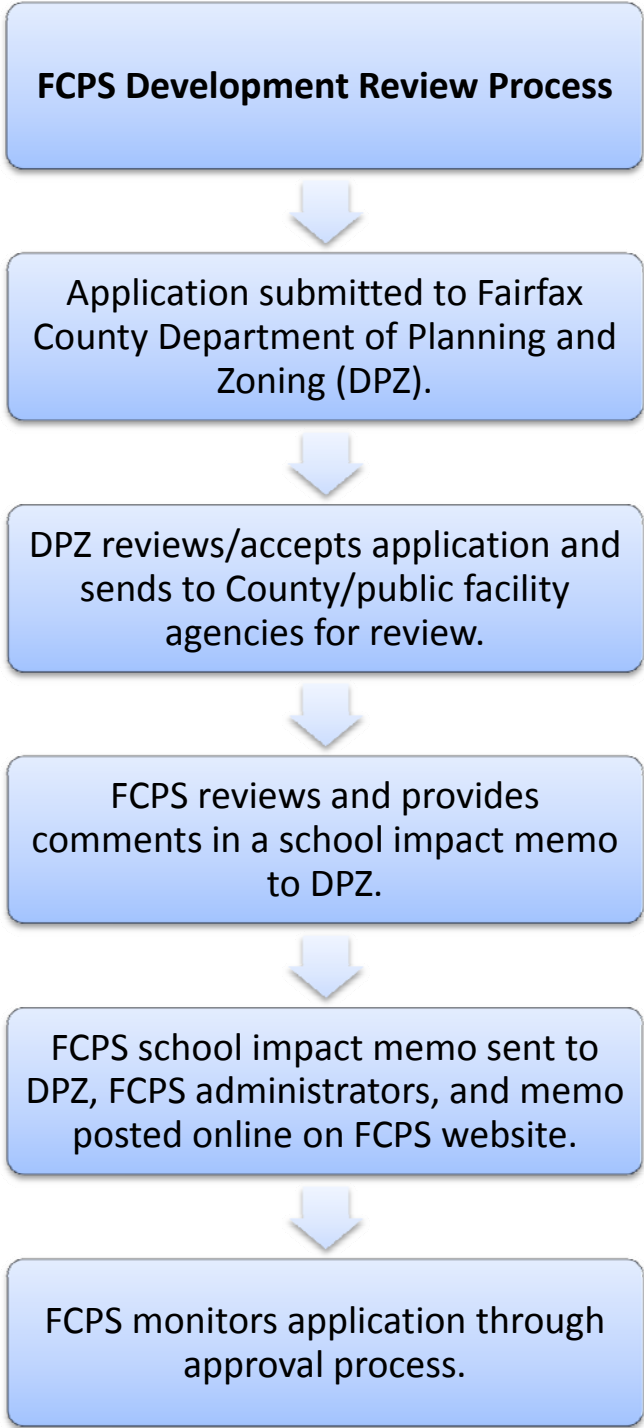 FCPS Development Review Process
Application submitted to Fairfax
County Department of Planning and
Zoning (DPZ).
DPZ reviews/accepts application and
sends to County/public facility
agencies for review.
FCPS reviews and provides
comments in a school impact memo
to DPZ.
FCPS school impact memo sent to
DPZ, FCPS administrators, and memo
posted online on FCPS website.
FCPS monitors application through
approval process.